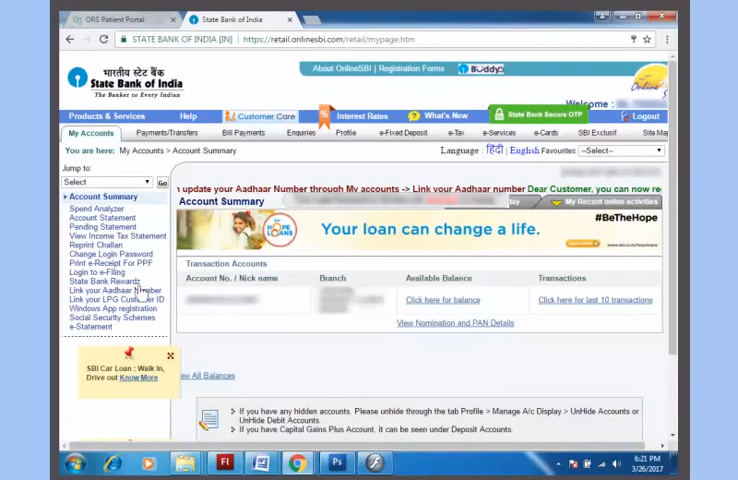 ORS Patient Portal
State Bank of India
STATE BANK OF INDIA [IN] https://retail.onlinesbi.com/retail/mypage.htm
भारतीय स्टेट बैंक
State Bank of India
The Banker to Every Indian
About OnlineSBI | Registration Forms
Buddy
Welcome :
Products & Services Help Customer Care Interest Rates What's New State Bank Secure OTP Logout
My Accounts Payments/Transfers Bill Payments Enquiries Profile e-Fixed Deposit e-Tax e-Services e-Cards SBI Exclusif Site Ma
You are here: My Accounts > Account Summary
Language : हिंदी | English Favourites --Select--
Jump to:
Select Go
update your Aadhaar Number through My accounts -> Link your Aadhaar number Dear Customer, you can now re
Account Summary
My Recent online activities
Account Summary
Spend Analyzer
Account Statement
Pending Statement
View Income Tax Statement
Reprint Challan
Change Login Password
Print e-Receipt For PPF
Login to e-Filing
State Bank Rewardz
Link your Aadhaar Number
Link your LPG Customer ID
Windows App registration
Social Security Schemes
e-Statement
HOPE LOANS
Your loan can change a life.
#BeTheHope
Transaction Accounts
Account No. / Nick name Branch Available Balance Transactions
Click here for balance Click here for last 10 transactions
View Nomination and PAN Details
SBI Car Loan : Walk In,
Drive out Know More
ew All Balances
If you have any hidden accounts. Please unhide through the tab Profile > Manage A/c Display > UnHide Accounts or
UnHide Debit Accounts.
If you have Capital Gains Plus Account, it can be seen under Deposit Accounts.
Fl
W
Ps
6:21 PM
3/26/2017